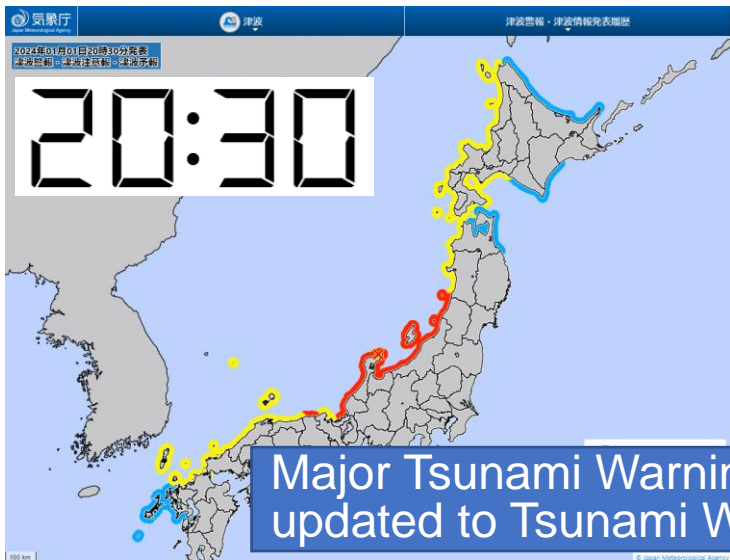 気象庁
Japan Meteorological Agency
津波
津波警報・津波情報発表履歴
2024年01月01日20時30分発表
津波警報・津波注意報・津波予報
20:30
Major Tsunami Warnin
updated to Tsunami W
100 km
© Japan Meteorological Agency